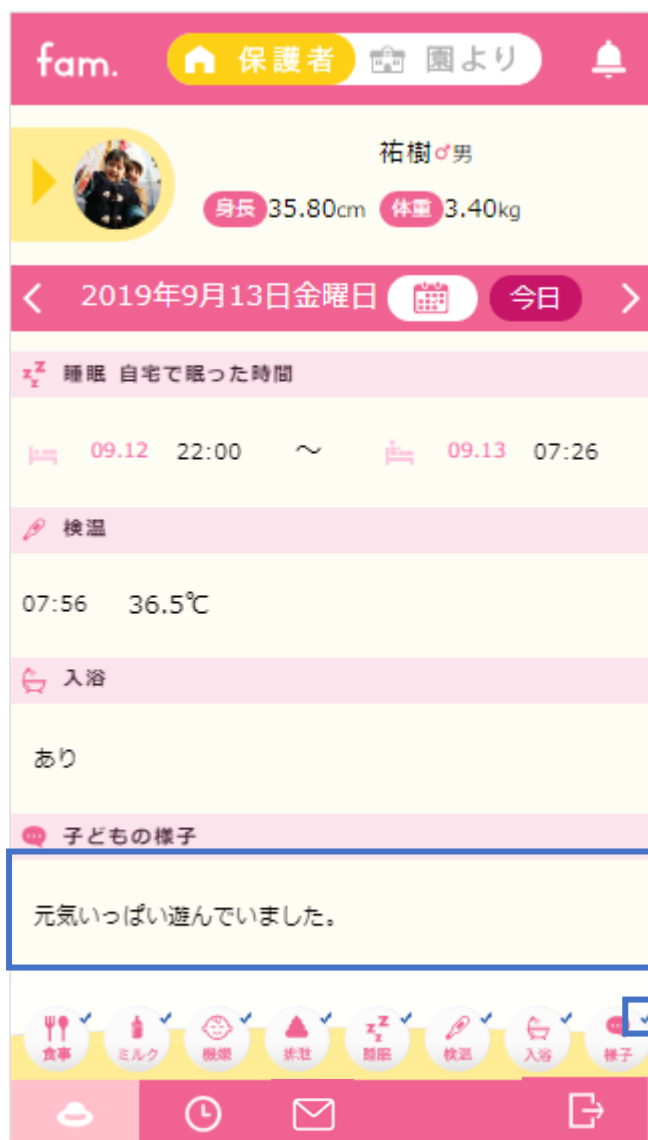 fam. 保護者 園より
祐樹♂男
身長35.80cm 体重3.40kg
2019年9月13日金曜日 今日
睡眠 自宅で眠った時間
09.12 22:00 ～ 09.13 07:26
検温
07:56 36.5℃
入浴
あり
子どもの様子
元気いっぱい遊んでいました。
食事 ミルク 機嫌 排泄 睡眠 検温 入浴 様子